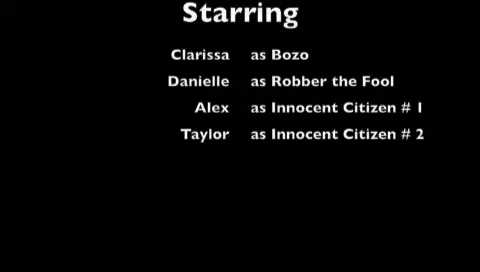 Starring
Clarissa as Bozo
Danielle as Robber the Fool
Alex as Innocent Citizen # 1
Taylor as Innocent Citizen # 2